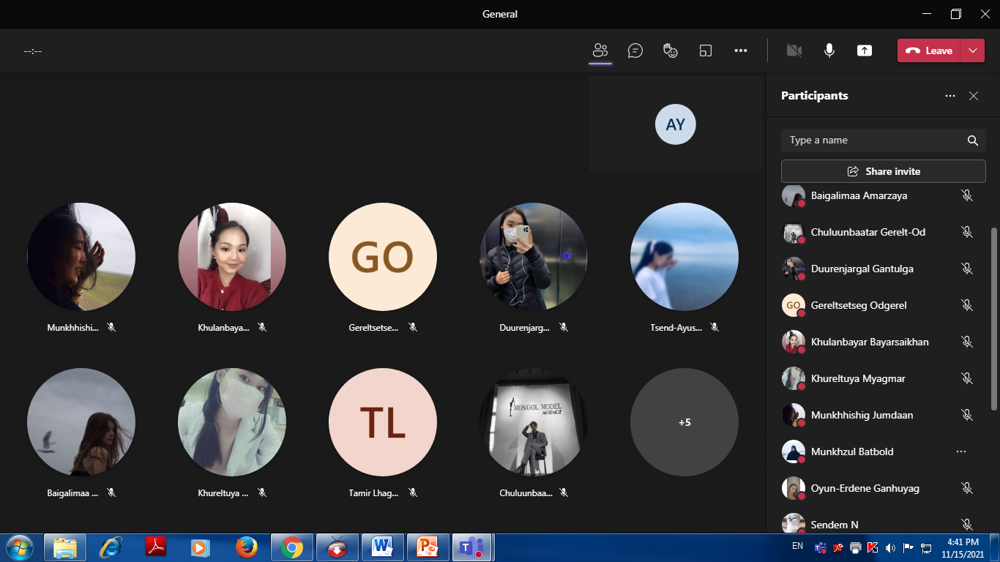 General
--:--
Leave
AY
Munkhhishi...
Khulanbaya...
GO
Gereltsetse...
Duurenjarg...
Tsend-Ayus...
Baigalimaa ...
Khureltuya ...
TL
Tamir Lhag...
MONGOL MODEL
AGENCY
Chuluunbaa...
+5
Participants
Type a name
Share invite
Baigalimaa Amarzaya
Chuluunbaatar Gerelt-Od
Duurenjargal Gantulga
GO
Gereltsetseg Odgerel
Khulanbayar Bayarsaikhan
Khureltuya Myagmar
Munkhhishig Jumdaan
Munkhzul Batbold
Oyun-Erdene Ganhuyag
Sendem N
EN
4:41 PM
11/15/2021